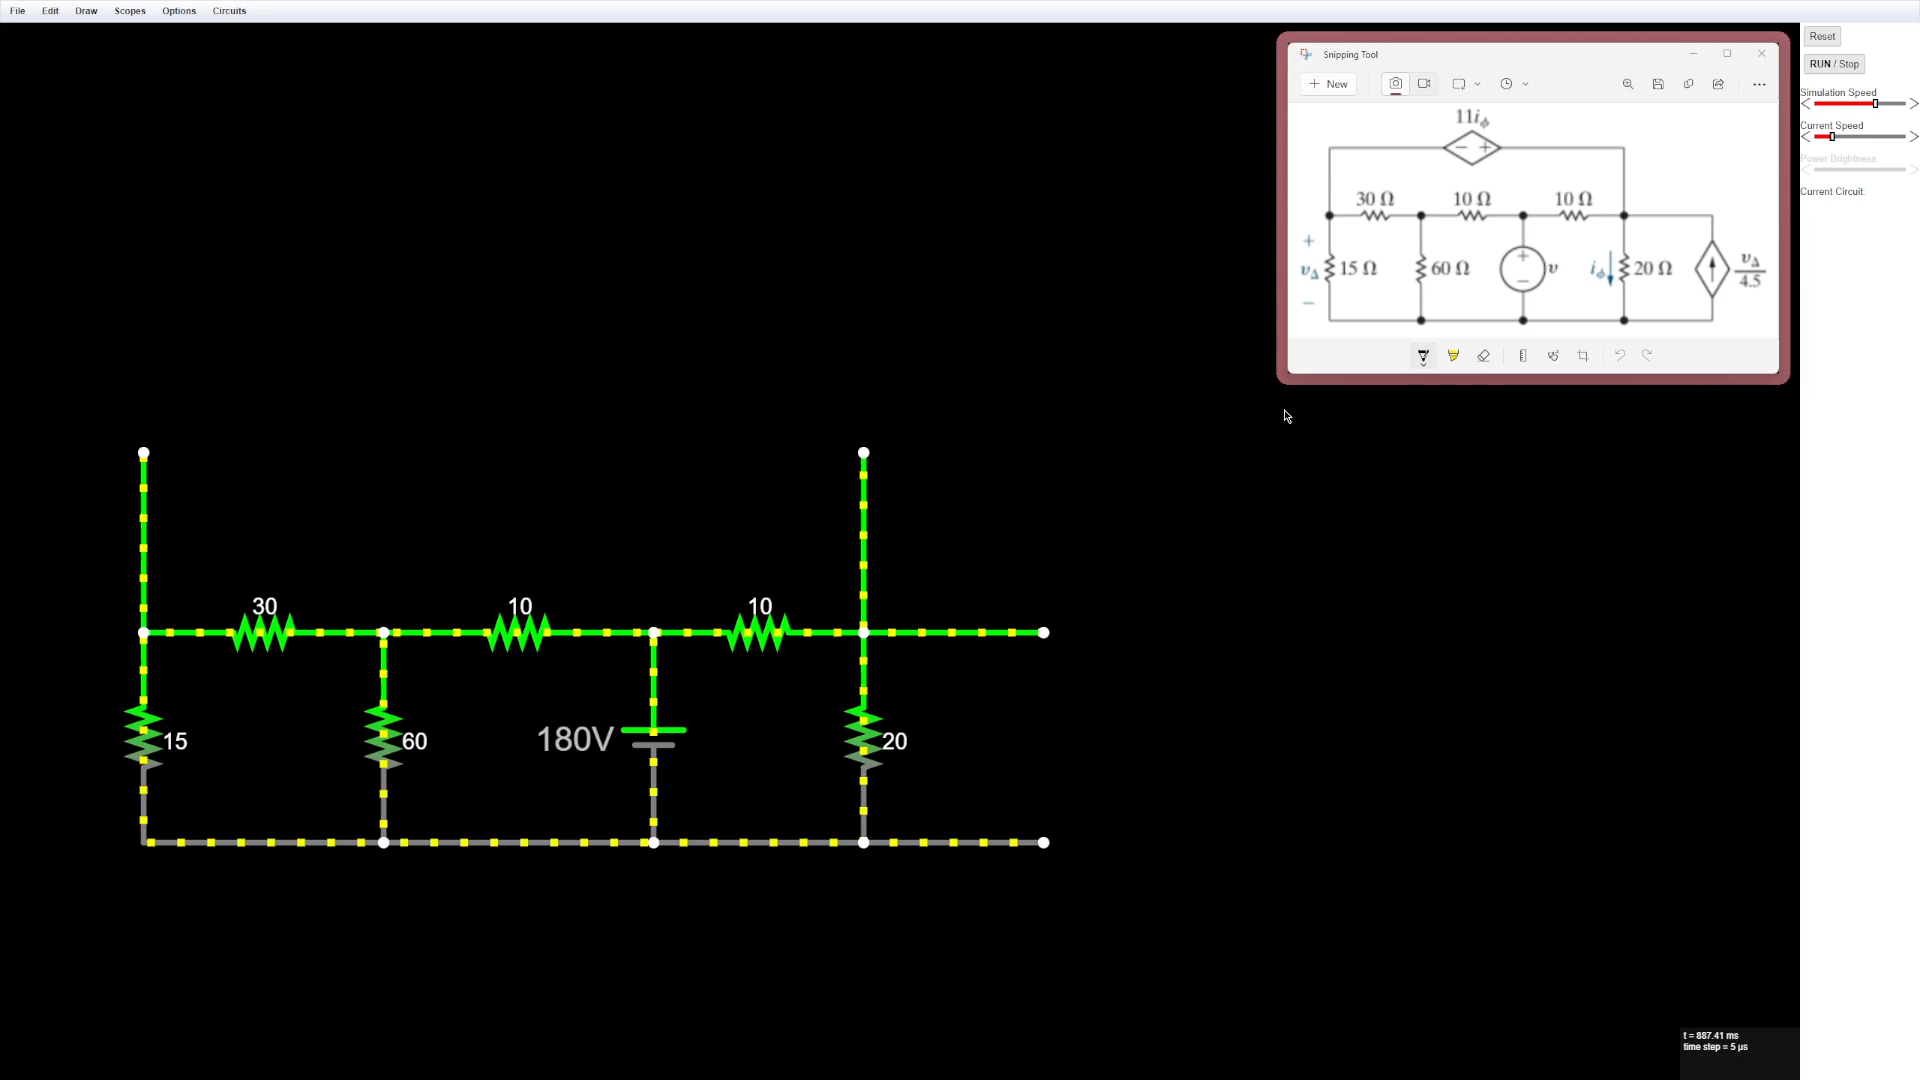 File Edit Draw Scopes Options Circuits
Reset
RUN / Stop
Simulation Speed
Current Speed
Power Brightness
Current Circuit:
Snipping Tool
New
11iϕ
− +
30 Ω 10 Ω 10 Ω
+
vΔ 15 Ω 60 Ω + − v iϕ 20 Ω vΔ/4.5
−
30 10 10
15 60 180V 20
t = 887.41 ms
time step = 5 µs